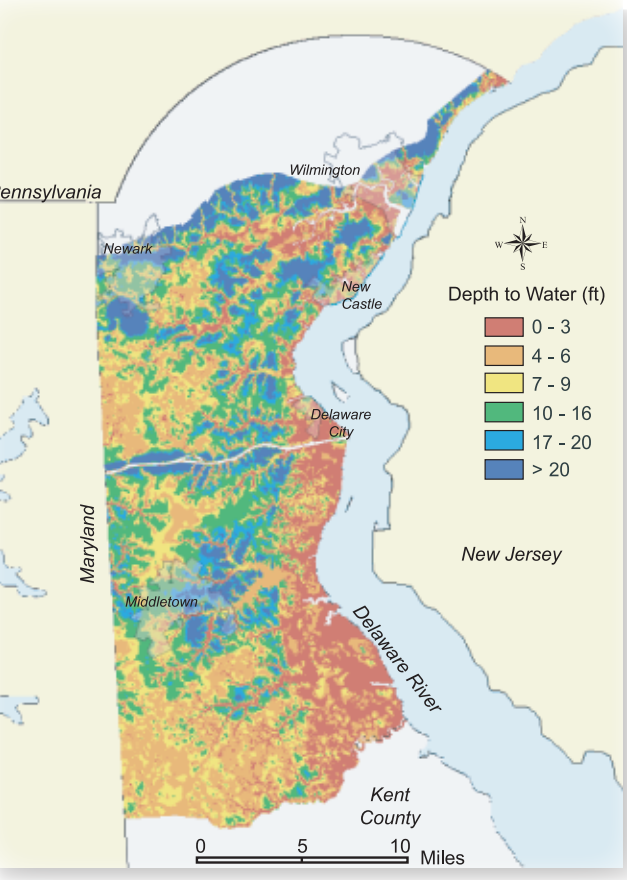 Wilmington
Pennsylvania
Newark
N
W E
S
New
Castle
Depth to Water (ft)
0 - 3
4 - 6
7 - 9
10 - 16
17 - 20
> 20
Delaware
City
Maryland
New Jersey
Middletown
Delaware River
Kent
County
0 5 10 Miles